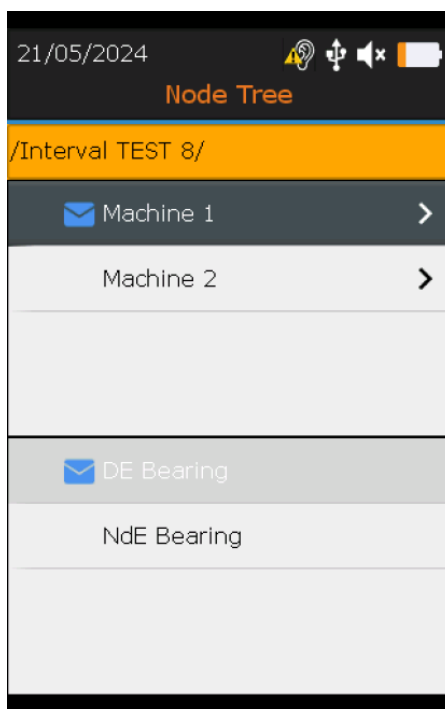 21/05/2024
Node Tree
/Interval TEST 8/
Machine 1
Machine 2
DE Bearing
NdE Bearing